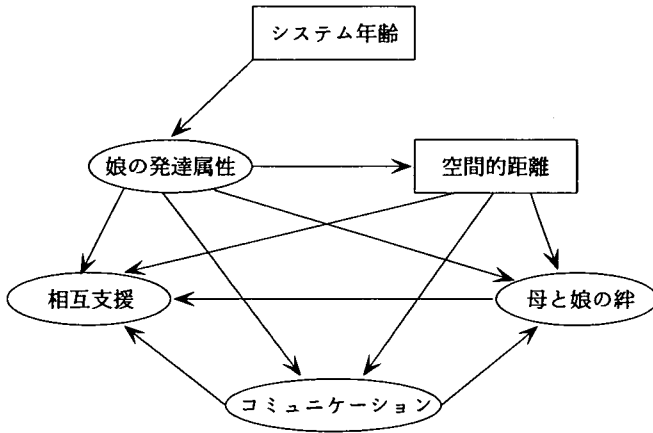 システム年齢
娘の発達属性
空間的距離
相互支援
母と娘の絆
コミュニケーション